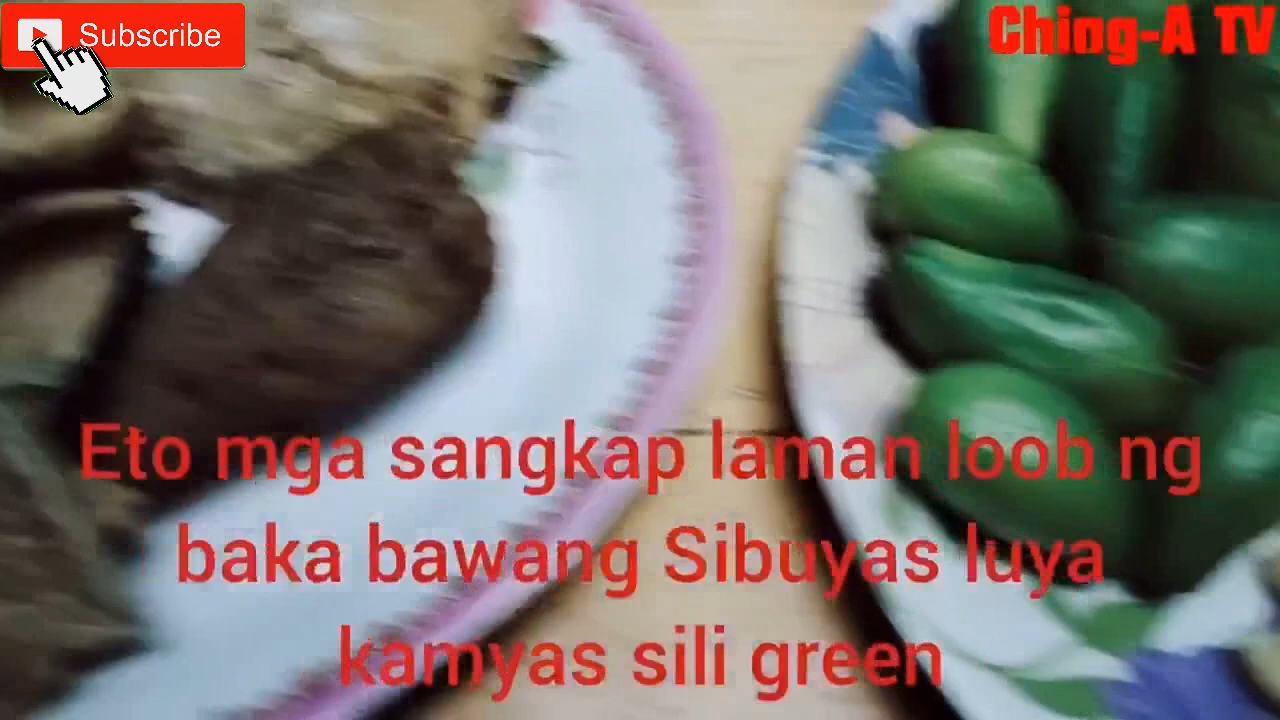 Subscribe
Ching-A TV
Eto mga sangkap laman loob ng
baka bawang Sibuyas luya
kamyas sili green